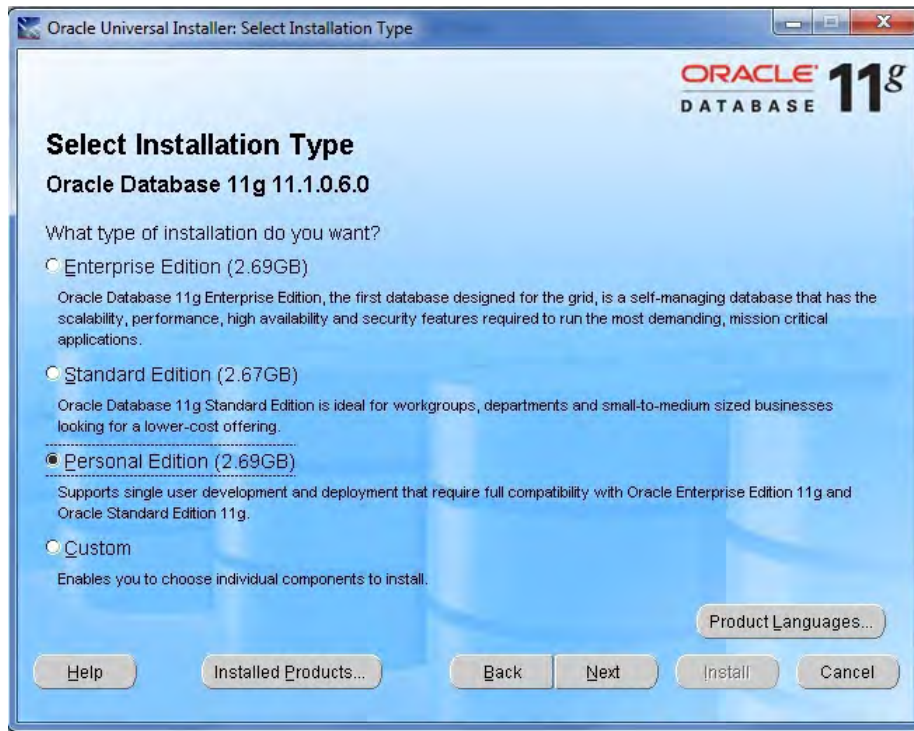 Oracle Universal Installer: Select Installation Type
ORACLE
DATABASE 11g
Select Installation Type
Oracle Database 11g 11.1.0.6.0
What type of installation do you want?
Enterprise Edition (2.69GB)
Oracle Database 11g Enterprise Edition, the first database designed for the grid, is a self-managing database that has the
scalability, performance, high availability and security features required to run the most demanding, mission critical
applications.
Standard Edition (2.67GB)
Oracle Database 11g Standard Edition is ideal for workgroups, departments and small-to-medium sized businesses
looking for a lower-cost offering.
Personal Edition (2.69GB)
Supports single user development and deployment that require full compatibility with Oracle Enterprise Edition 11g and
Oracle Standard Edition 11g.
Custom
Enables you to choose individual components to install.
Product Languages...
Help Installed Products... Back Next Install Cancel